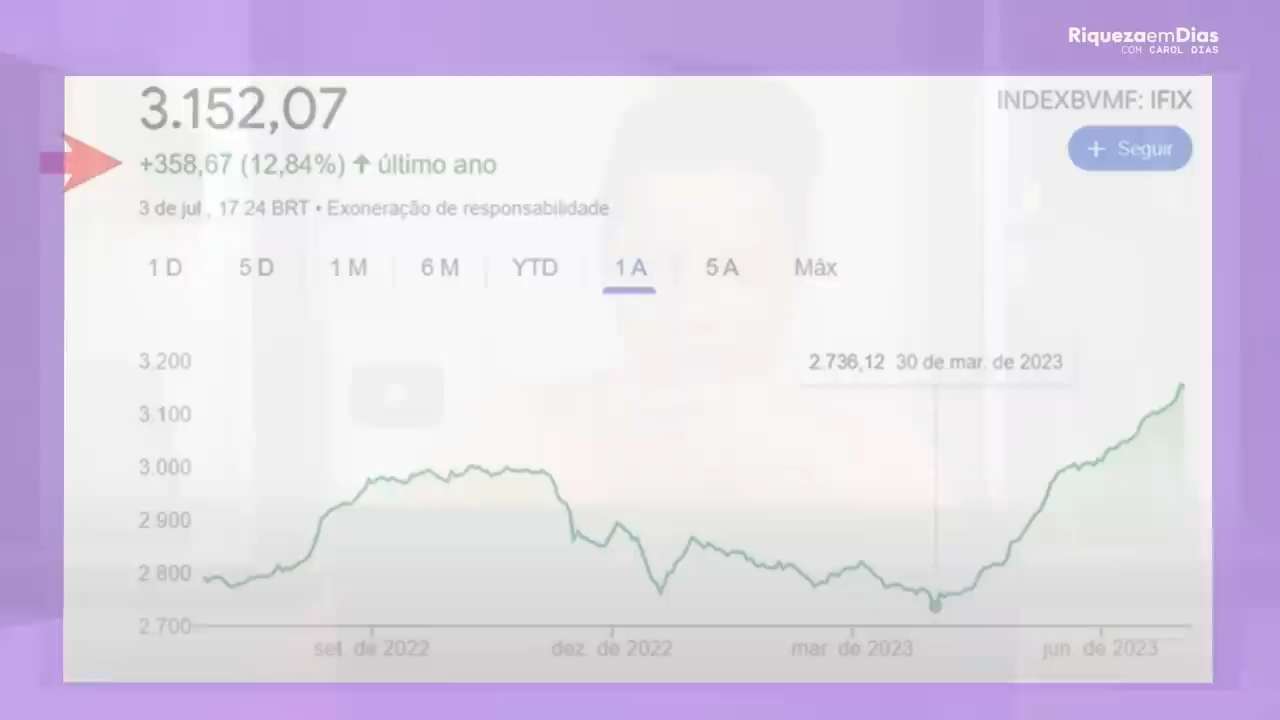 RiquezaemDias
COM CAROL DIAS
3.152,07
INDEXBVMF: IFIX
+358,67 (12,84%) ↑ último ano
+ Seguir
3 de jul., 17 24 BRT • Exoneração de responsabilidade
1 D 5 D 1 M 6 M YTD 1 A 5 A Máx
2.736,12 30 de mar. de 2023
3 200
3.100
3 000
2 900
2 800
2.700
set. de 2022 dez. de 2022 mar. de 2023 jun. de 2023